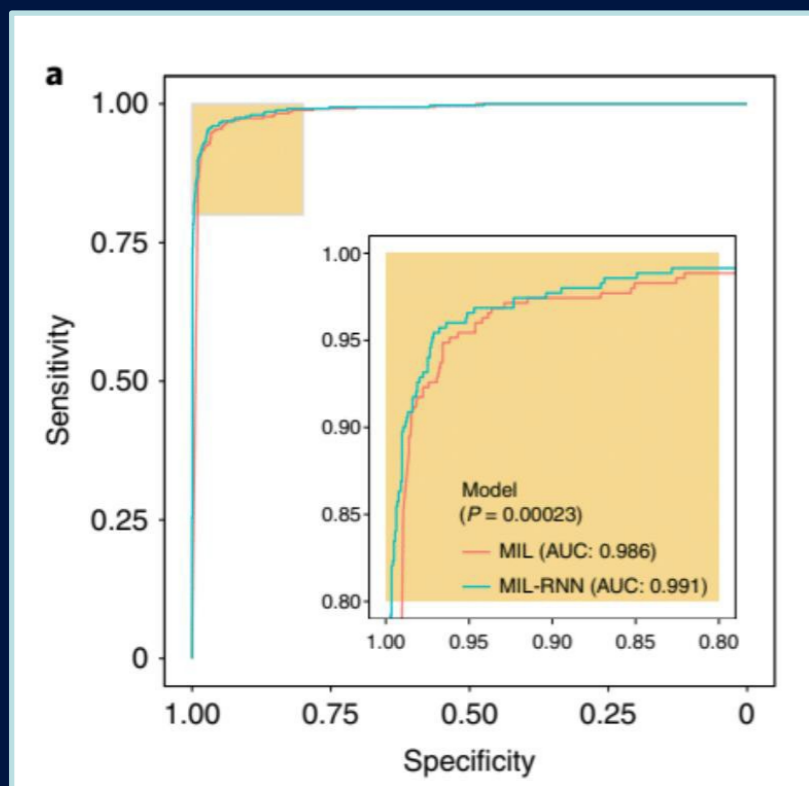 a
1.00
0.75
0.50
0.25
0
Sensitivity
1.00
0.95
0.90
0.85
0.80
Model
(P = 0.00023)
MIL (AUC: 0.986)
MIL-RNN (AUC: 0.991)
1.00 0.95 0.90 0.85 0.80
1.00 0.75 0.50 0.25 0
Specificity